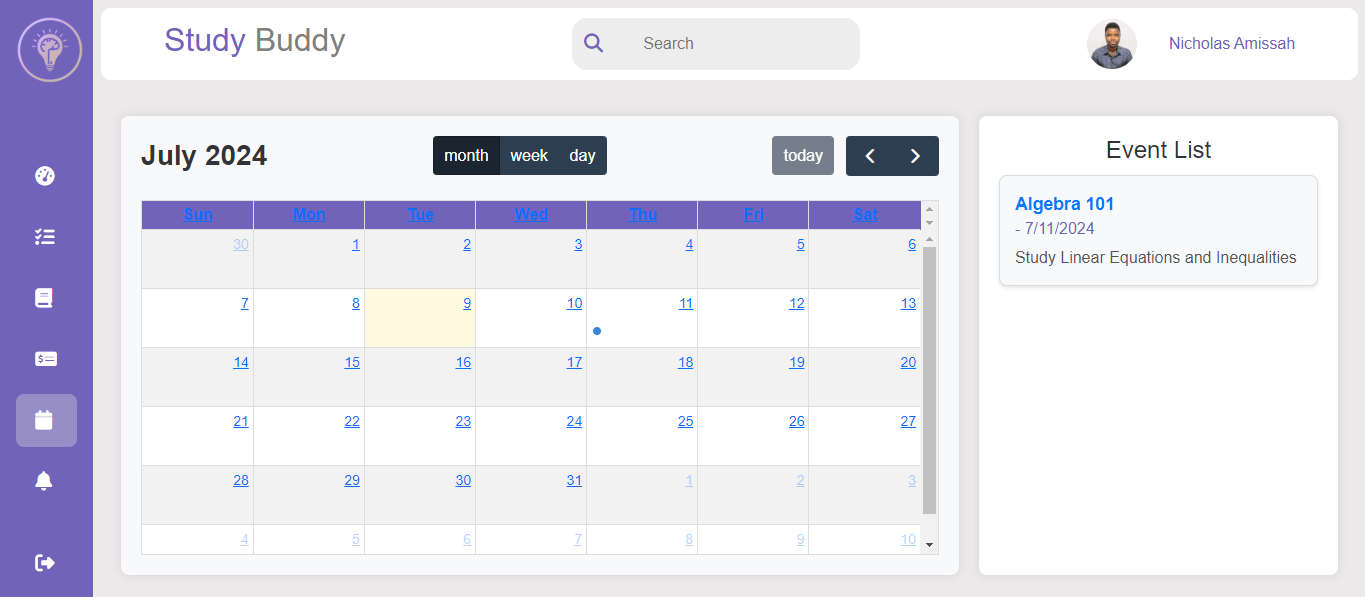 Study Buddy
Search
Nicholas Amissah
July 2024
month week day
today
Sun Mon Tue Wed Thu Fri Sat
30 1 2 3 4 5 6
7 8 9 10 11 12 13
14 15 16 17 18 19 20
21 22 23 24 25 26 27
28 29 30 31 1 2 3
4 5 6 7 8 9 10
Event List
Algebra 101
- 7/11/2024
Study Linear Equations and Inequalities